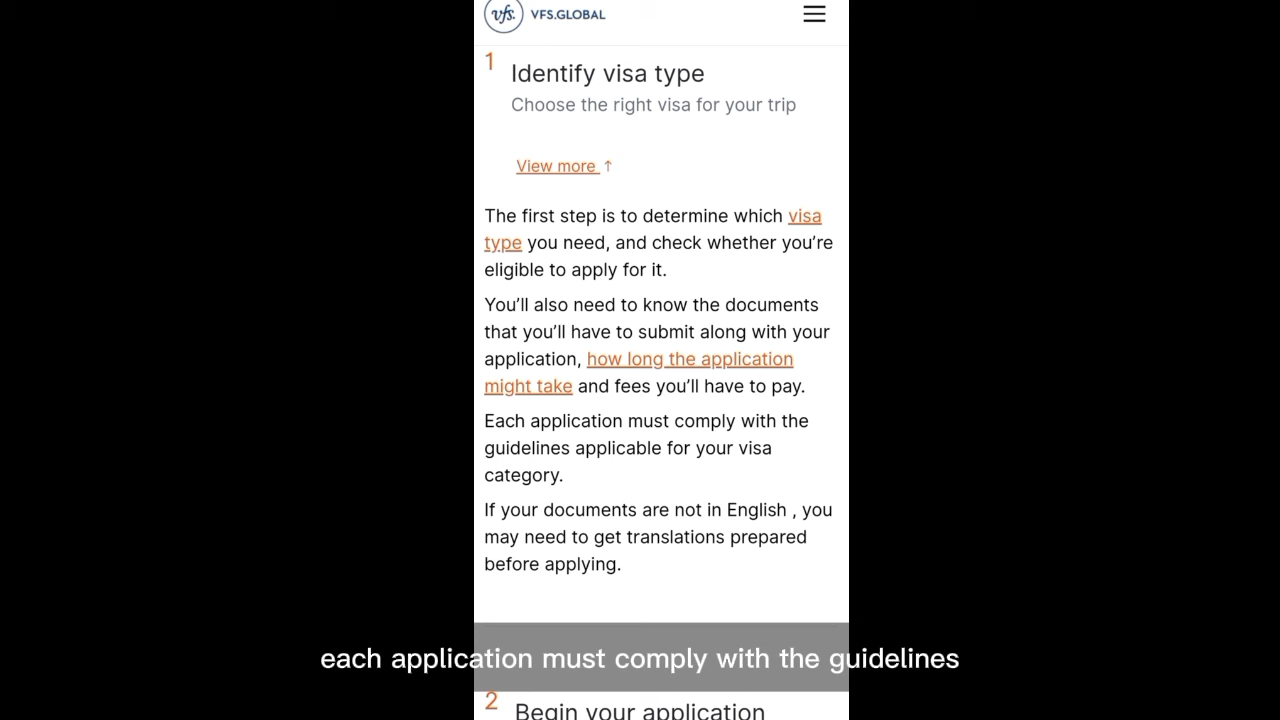 vfs. VFS.GLOBAL
1
Identify visa type
Choose the right visa for your trip
View more ↑
The first step is to determine which visa
type you need, and check whether you’re
eligible to apply for it.
You’ll also need to know the documents
that you’ll have to submit along with your
application, how long the application
might take and fees you’ll have to pay.
Each application must comply with the
guidelines applicable for your visa
category.
If your documents are not in English , you
may need to get translations prepared
before applying.
each application must comply with the guidelines
2
Begin your application